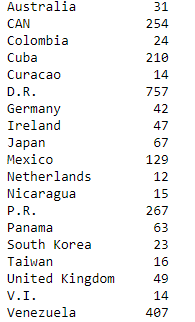 Australia 31
CAN 254
Colombia 24
Cuba 210
Curacao 14
D.R. 757
Germany 42
Ireland 47
Japan 67
Mexico 129
Netherlands 12
Nicaragua 15
P.R. 267
Panama 63
South Korea 23
Taiwan 16
United Kingdom 49
V.I. 14
Venezuela 407